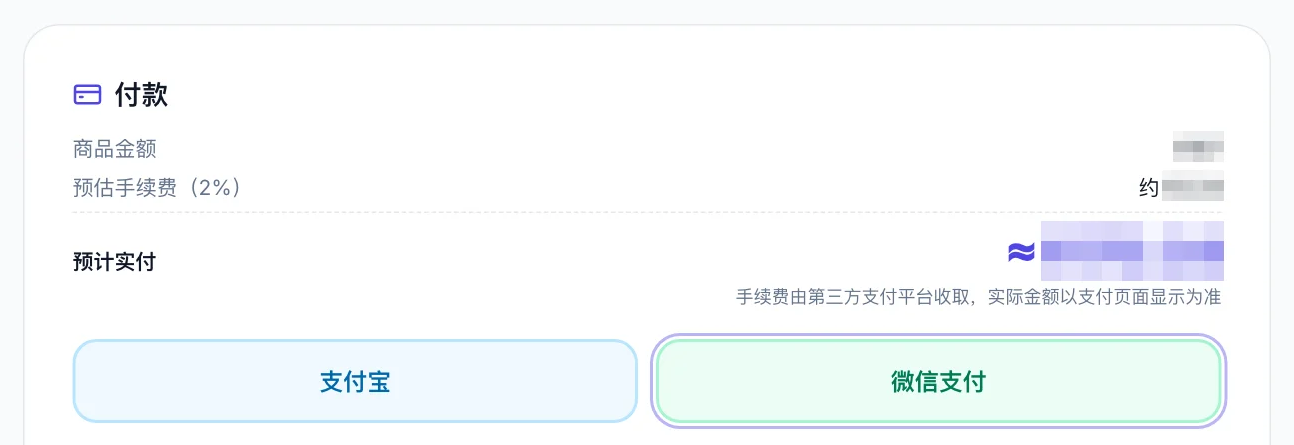 付款
商品金额
预估手续费（2%） 约
预计实付 ≈
手续费由第三方支付平台收取，实际金额以支付页面显示为准
支付宝 微信支付